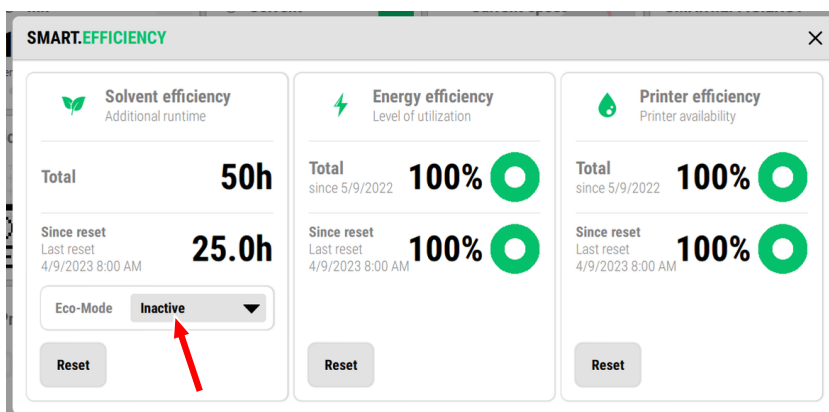 SMART.EFFICIENCY
Solvent efficiency
Additional runtime
Total
50h
Since reset
Last reset
4/9/2023 8:00 AM
25.0h
Eco-Mode
Inactive
Reset
Energy efficiency
Level of utilization
Total
since 5/9/2022
100%
Since reset
Last reset
4/9/2023 8:00 AM
100%
Reset
Printer efficiency
Printer availability
Total
since 5/9/2022
100%
Since reset
Last reset
4/9/2023 8:00 AM
100%
Reset